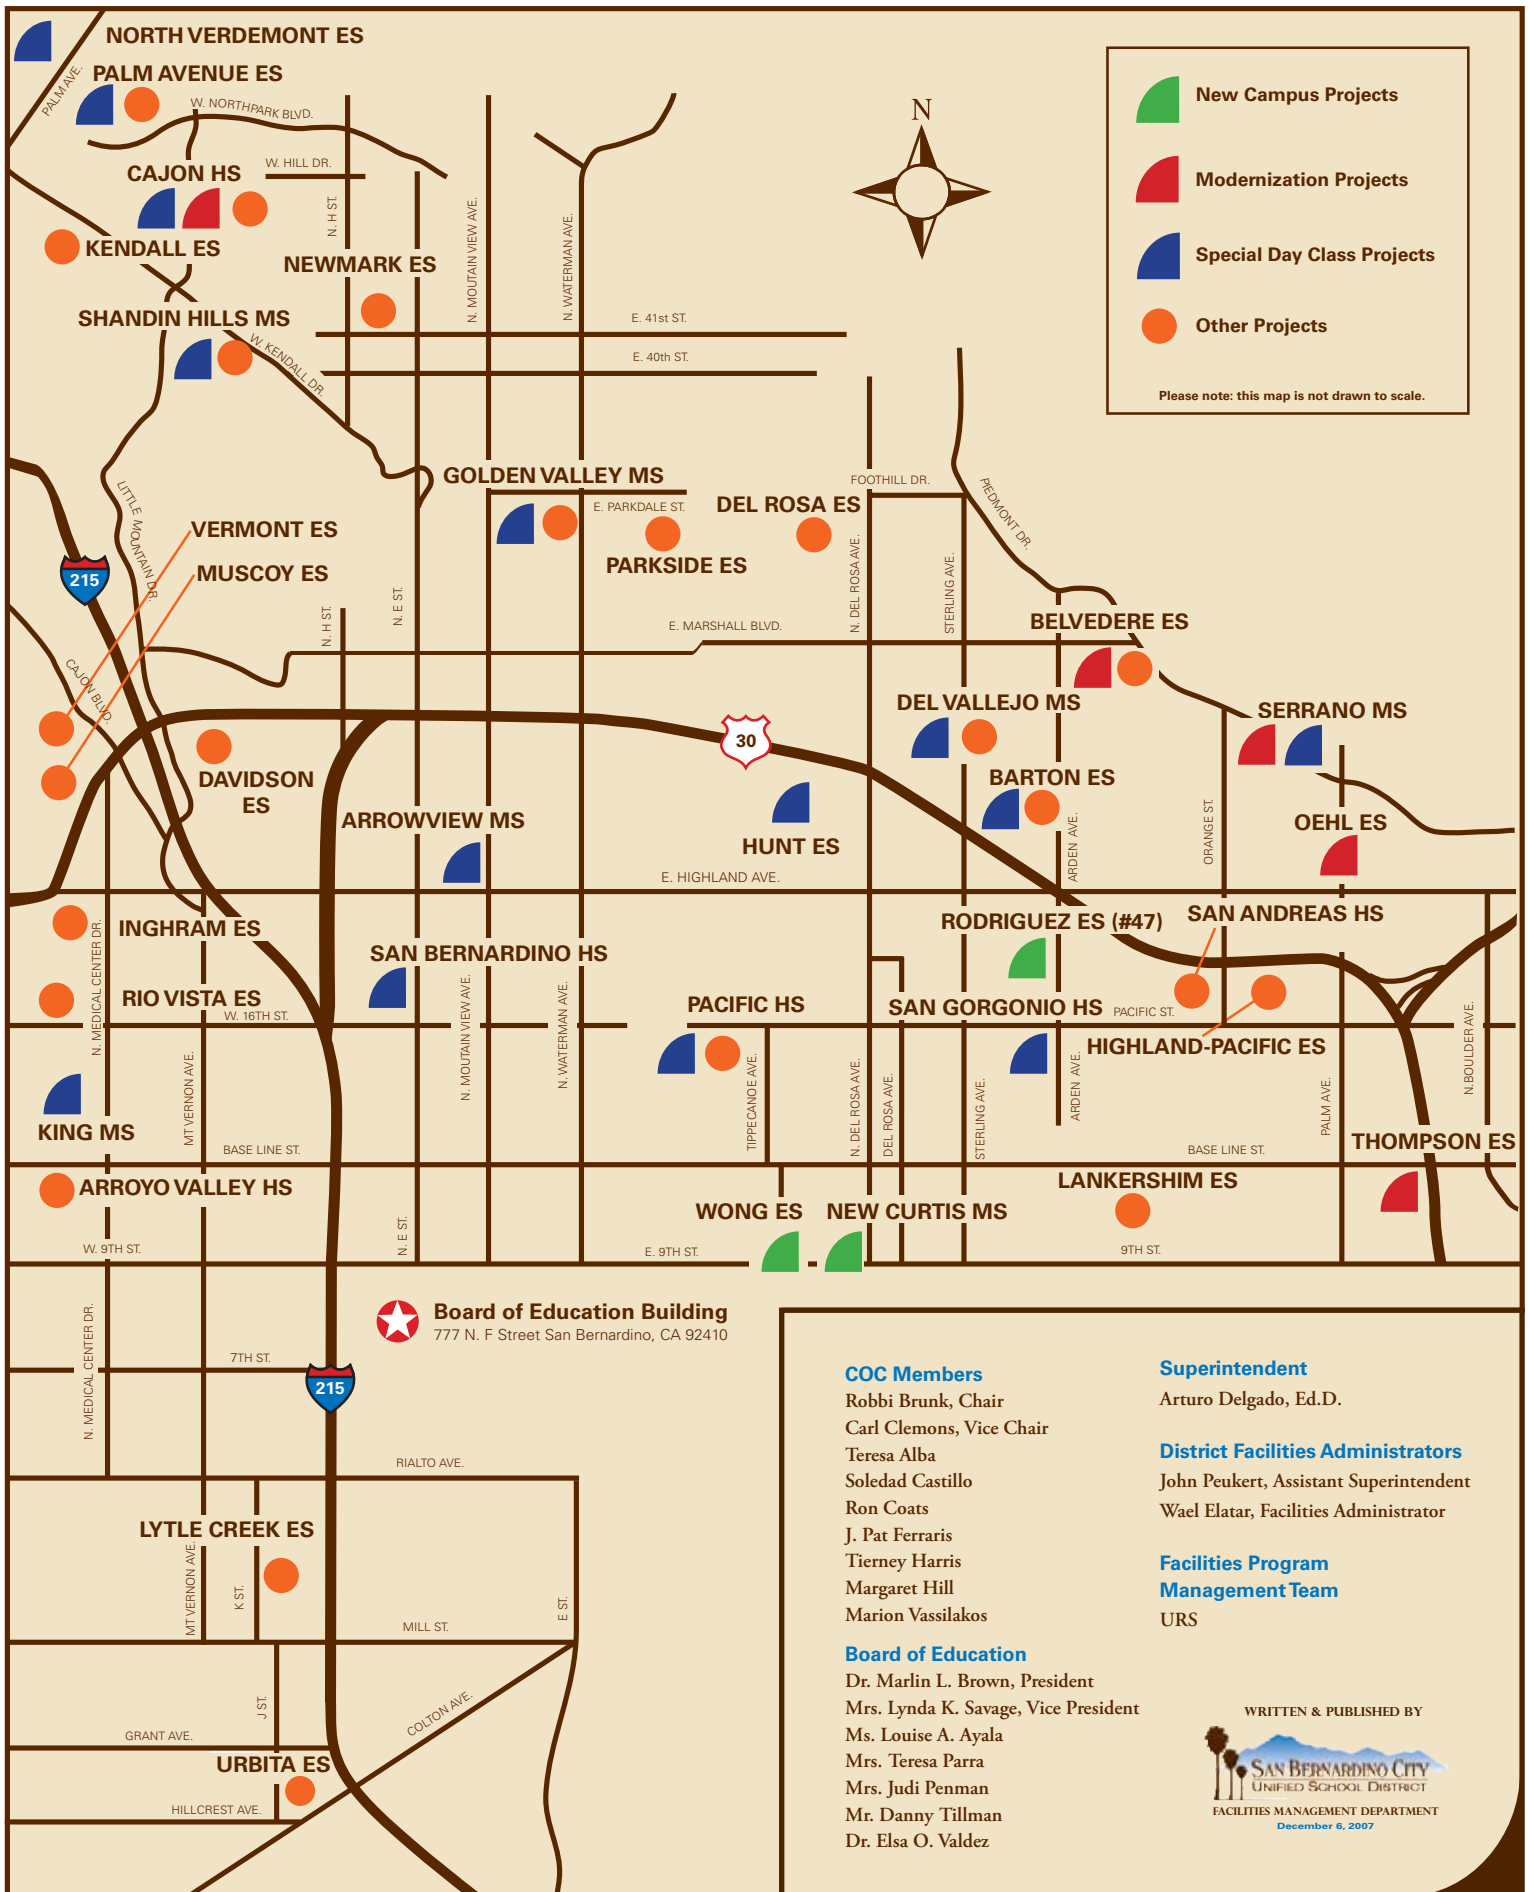 NORTH VERDEMONT ES
PALM AVE.
PALM AVENUE ES
W. NORTHPARK BLVD.
CAJON HS
W. HILL DR.
N. H ST.
N. MOUTAIN VIEW AVE.
N. WATERMAN AVE.
KENDALL ES
NEWMARK ES
SHANDIN HILLS MS
W. KENDALL DR.
E. 41st ST.
E. 40th ST.
N
New Campus Projects
Modernization Projects
Special Day Class Projects
Other Projects
Please note: this map is not drawn to scale.
GOLDEN VALLEY MS
E. PARKDALE ST.
PARKSIDE ES
DEL ROSA ES
FOOTHILL DR.
PIEDMONT DR.
N. DEL ROSA AVE.
STERLING AVE.
LITTLE MOUNTAIN DR.
VERMONT ES
MUSCOY ES
215
N. H ST.
N. E ST.
E. MARSHALL BLVD.
BELVEDERE ES
CAJON BLVD.
DEL VALLEJO MS
SERRANO MS
30
DAVIDSON
ES
BARTON ES
ARROWVIEW MS
HUNT ES
ARDEN AVE.
ORANGE ST.
OEHL ES
E. HIGHLAND AVE.
INGHRAM ES
N. MEDICAL CENTER DR.
RODRIGUEZ ES (#47)
SAN ANDREAS HS
SAN BERNARDINO HS
RIO VISTA ES
W. 16TH ST.
N. MOUTAIN VIEW AVE.
N. WATERMAN AVE.
PACIFIC HS
SAN GORGONIO HS
PACIFIC ST.
HIGHLAND-PACIFIC ES
N.BOULDER AVE.
MT VERNON AVE.
TIPPECANOE AVE.
N. DEL ROSA AVE.
DEL ROSA AVE.
STERLING AVE.
ARDEN AVE.
PALM AVE.
KING MS
BASE LINE ST.
BASE LINE ST.
THOMPSON ES
ARROYO VALLEY HS
LANKERSHIM ES
WONG ES
NEW CURTIS MS
W. 9TH ST.
N. E ST.
E. 9TH ST.
9TH ST.
Board of Education Building
777 N. F Street San Bernardino, CA 92410
N. MEDICAL CENTER DR.
7TH ST.
215
RIALTO AVE.
LYTLE CREEK ES
MT VERNON AVE.
K ST.
E ST.
MILL ST.
J ST.
COLTON AVE.
GRANT AVE.
URBITA ES
HILLCREST AVE.
COC Members
Robbi Brunk, Chair
Carl Clemons, Vice Chair
Teresa Alba
Soledad Castillo
Ron Coats
J. Pat Ferraris
Tierney Harris
Margaret Hill
Marion Vassilakos
Board of Education
Dr. Marlin L. Brown, President
Mrs. Lynda K. Savage, Vice President
Ms. Louise A. Ayala
Mrs. Teresa Parra
Mrs. Judi Penman
Mr. Danny Tillman
Dr. Elsa O. Valdez
Superintendent
Arturo Delgado, Ed.D.
District Facilities Administrators
John Peukert, Assistant Superintendent
Wael Elatar, Facilities Administrator
Facilities Program
Management Team
URS
WRITTEN & PUBLISHED BY
SAN BERNARDINO CITY
UNIFIED SCHOOL DISTRICT
FACILITIES MANAGEMENT DEPARTMENT
December 6, 2007